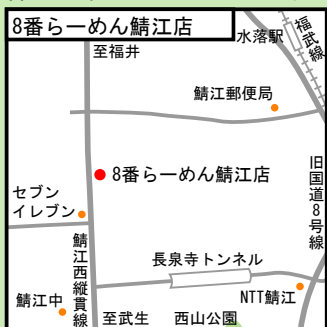 8番らーめん鯖江店
至福井
水落駅
福武線
鯖江郵便局
8番らーめん鯖江店
セブン
イレブン
旧国道8号線
鯖江西縦貫線
長泉寺トンネル
NTT鯖江
鯖江中
至武生
西山公園